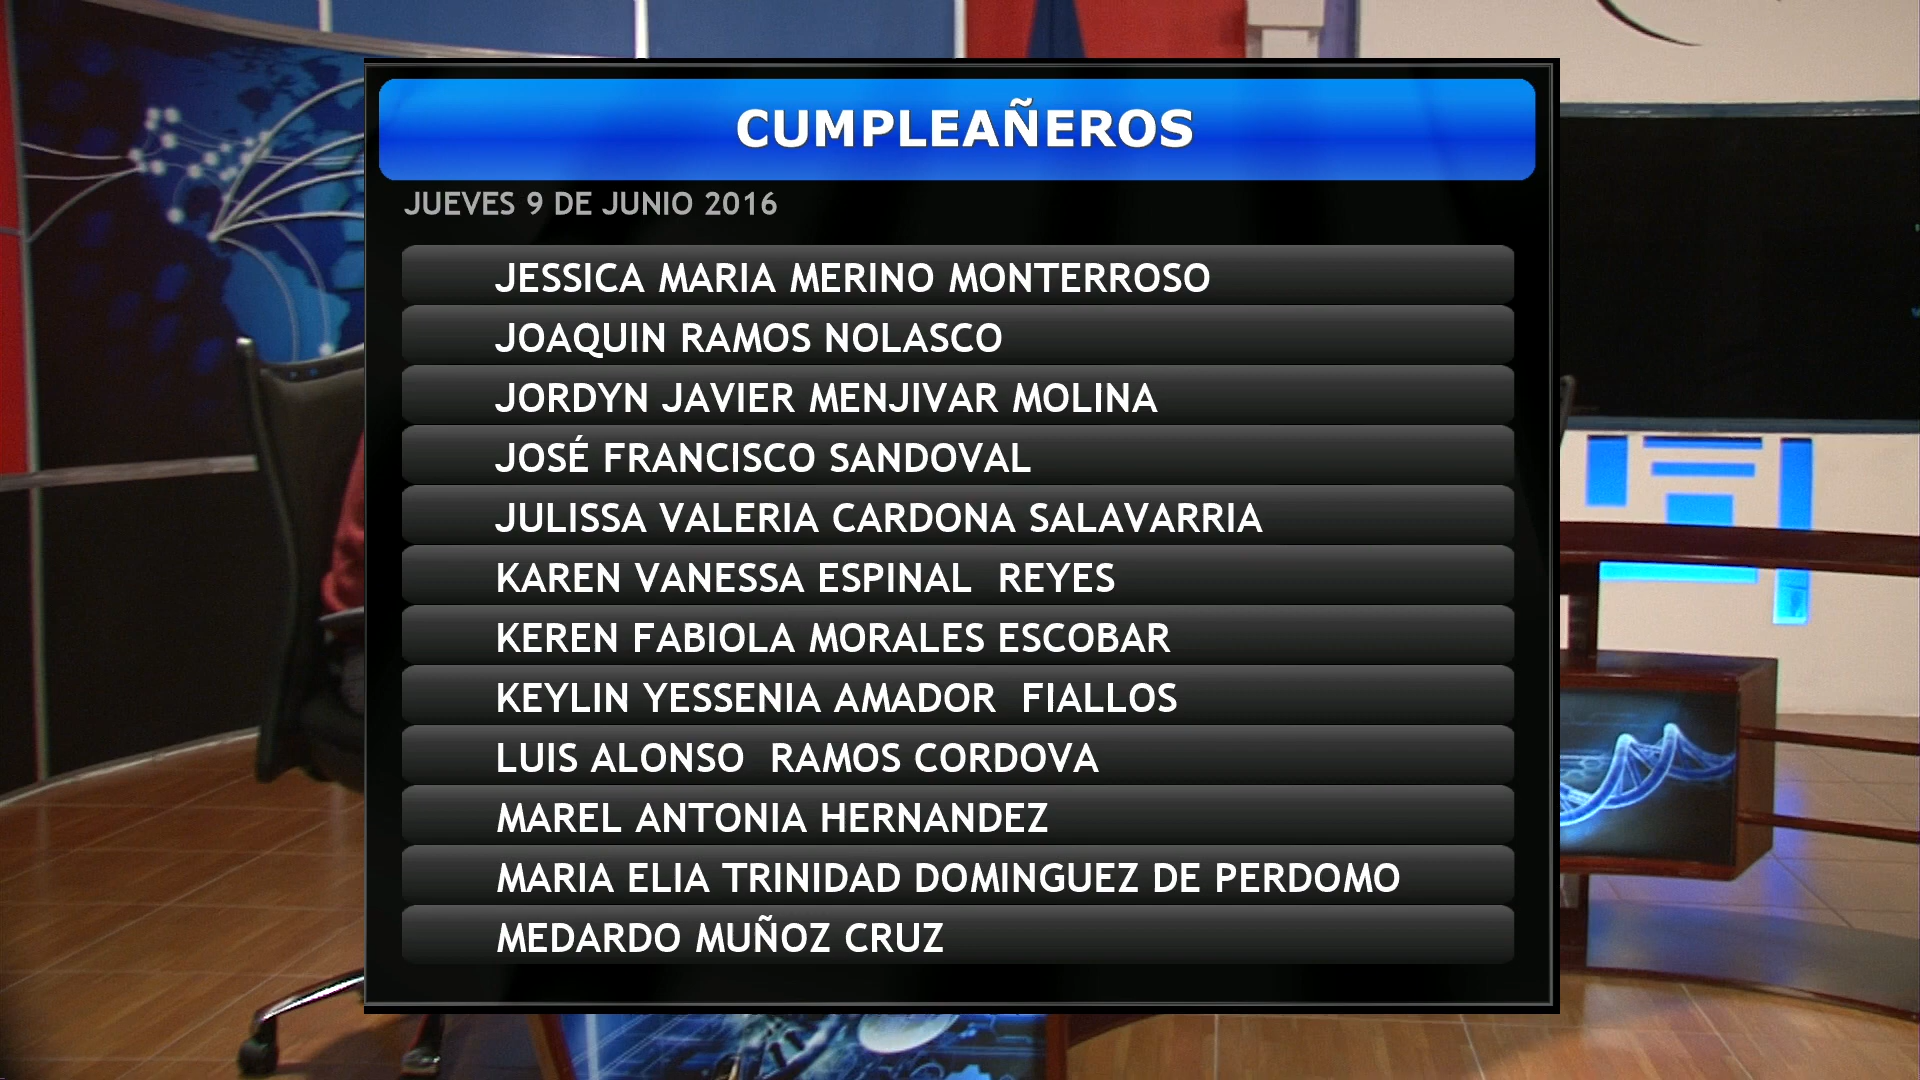 CUMPLEAÑEROS
JUEVES 9 DE JUNIO 2016
JESSICA MARIA MERINO MONTERROSO
JOAQUIN RAMOS NOLASCO
JORDYN JAVIER MENJIVAR MOLINA
JOSÉ FRANCISCO SANDOVAL
JULISSA VALERIA CARDONA SALAVARRIA
KAREN VANESSA ESPINAL  REYES
KEREN FABIOLA MORALES ESCOBAR
KEYLIN YESSENIA AMADOR  FIALLOS
LUIS ALONSO  RAMOS CORDOVA
MAREL ANTONIA HERNANDEZ
MARIA ELIA TRINIDAD DOMINGUEZ DE PERDOMO
MEDARDO MUÑOZ CRUZ